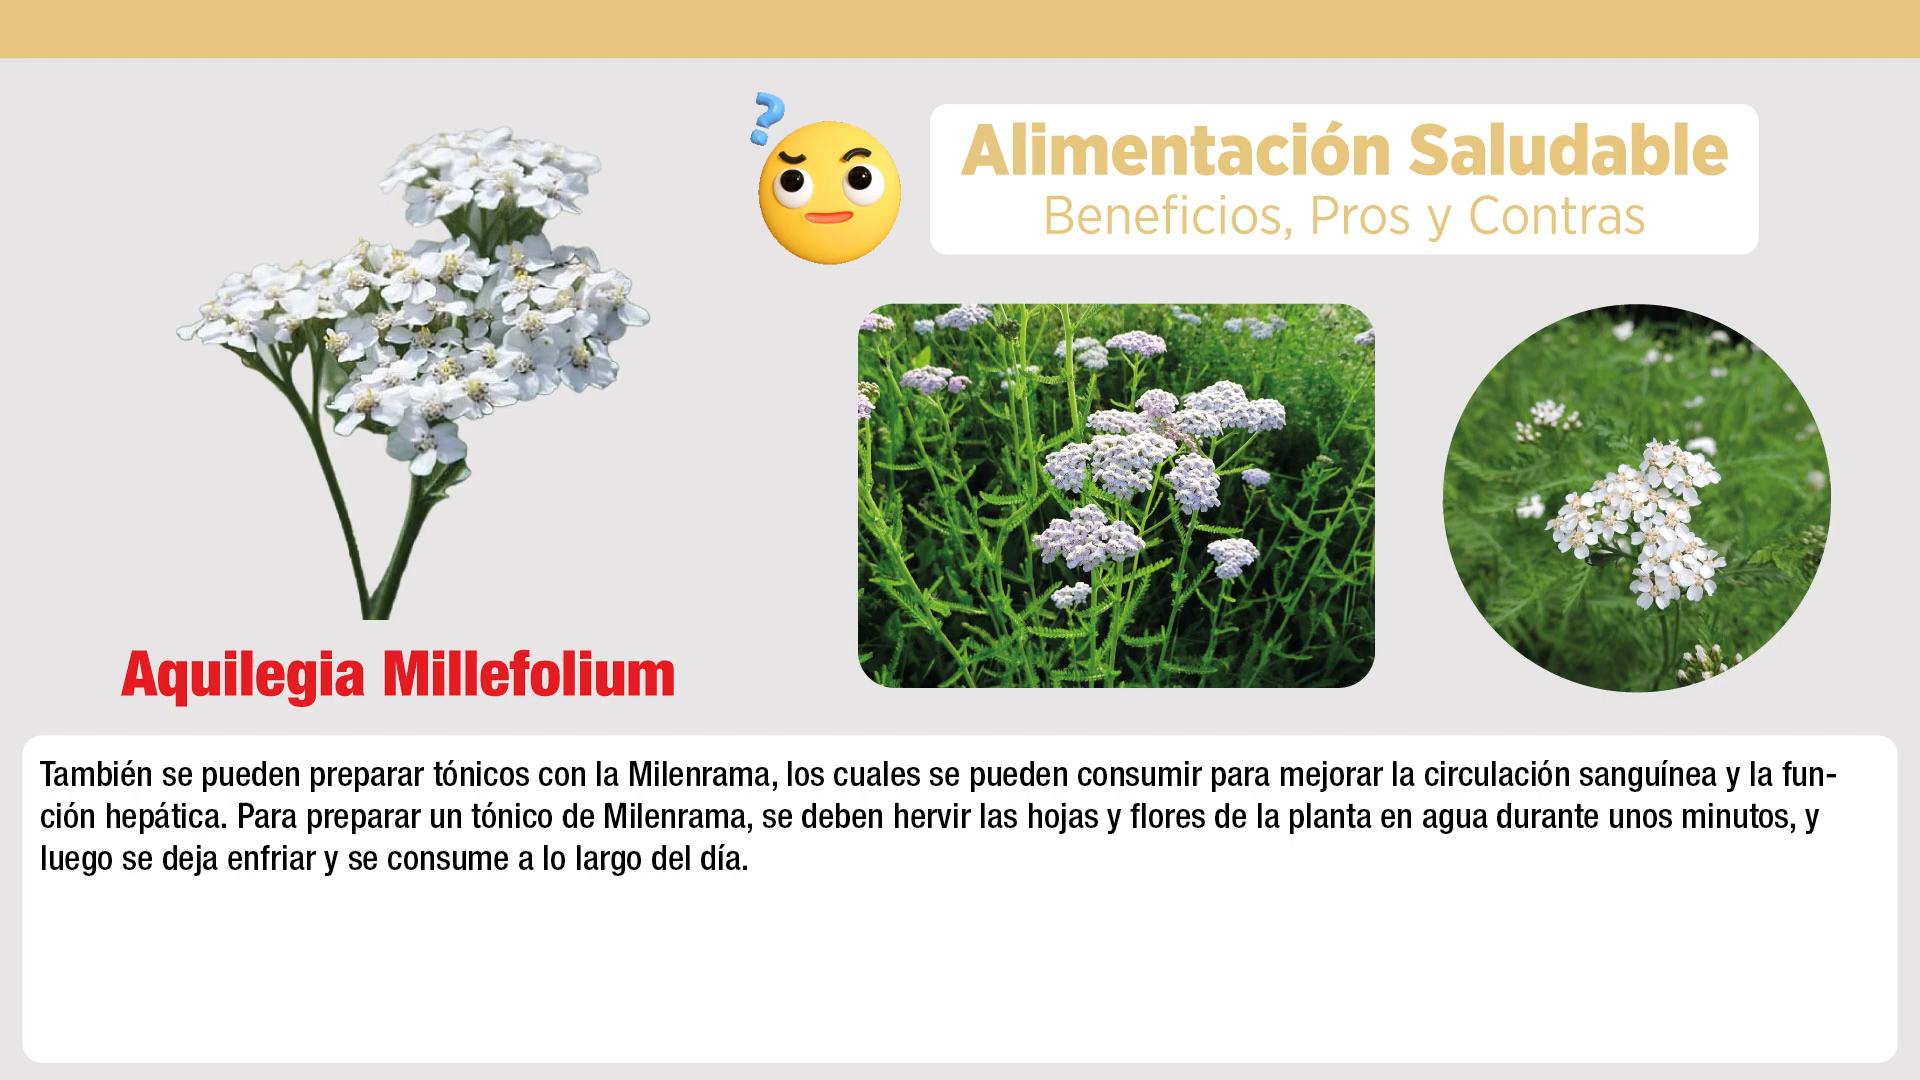 Alimentación Saludable
Beneficios, Pros y Contras
Aquilegia Millefolium
También se pueden preparar tónicos con la Milenrama, los cuales se pueden consumir para mejorar la circulación sanguínea y la fun-
ción hepática. Para preparar un tónico de Milenrama, se deben hervir las hojas y flores de la planta en agua durante unos minutos, y
luego se deja enfriar y se consume a lo largo del día.